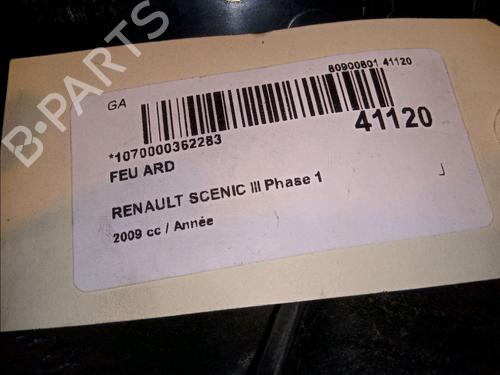 GA
80900801 41120
*1070000362283
41120
FEU ARD
RENAULT SCENIC III Phase 1
2009 cc / Année
B-PARTS